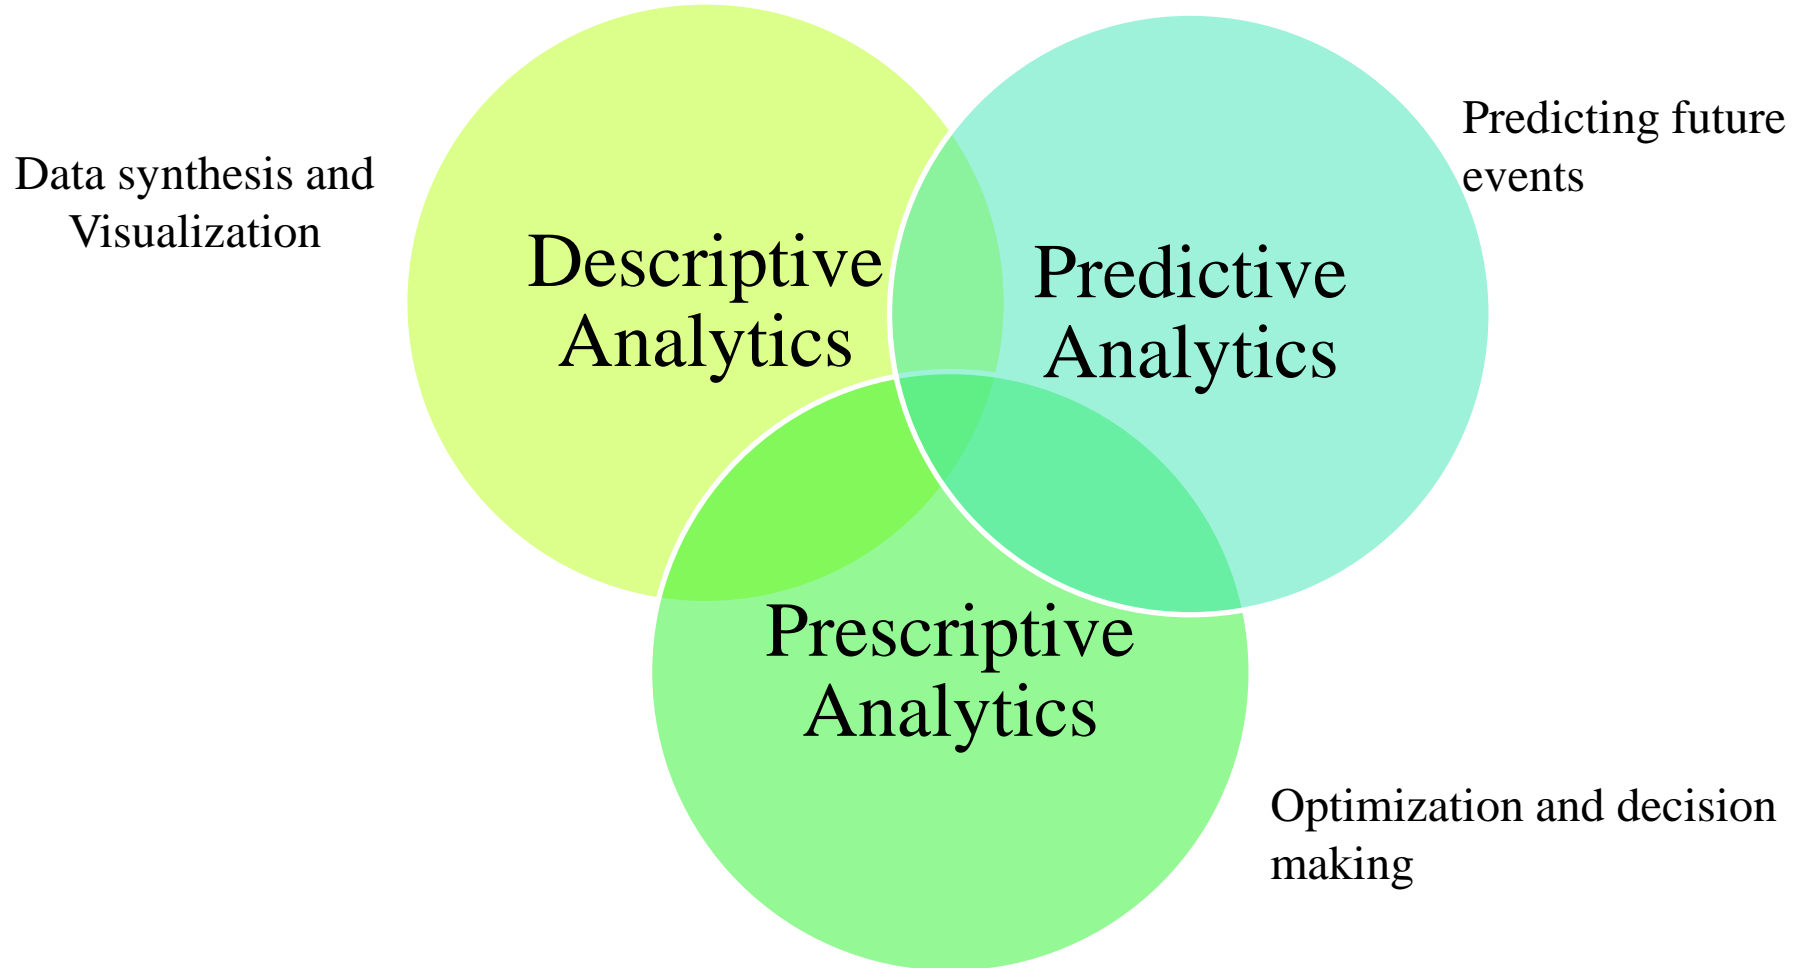 Data synthesis and
Visualization
Descriptive
Analytics
Predictive
Analytics
Predicting future
events
Prescriptive
Analytics
Optimization and decision
making